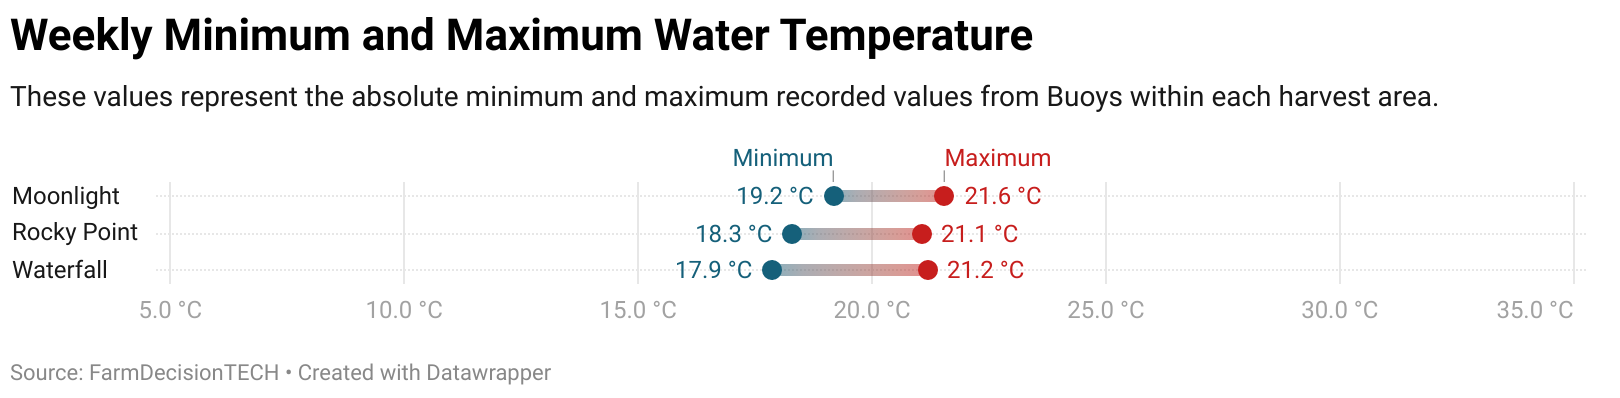 Weekly Minimum and Maximum Water Temperature
These values represent the absolute minimum and maximum recorded values from Buoys within each harvest area.
Minimum Maximum
Moonlight 19.2 °C 21.6 °C
Rocky Point 18.3 °C 21.1 °C
Waterfall 17.9 °C 21.2 °C
5.0 °C 10.0 °C 15.0 °C 20.0 °C 25.0 °C 30.0 °C 35.0 °C
Source: FarmDecisionTECH • Created with Datawrapper